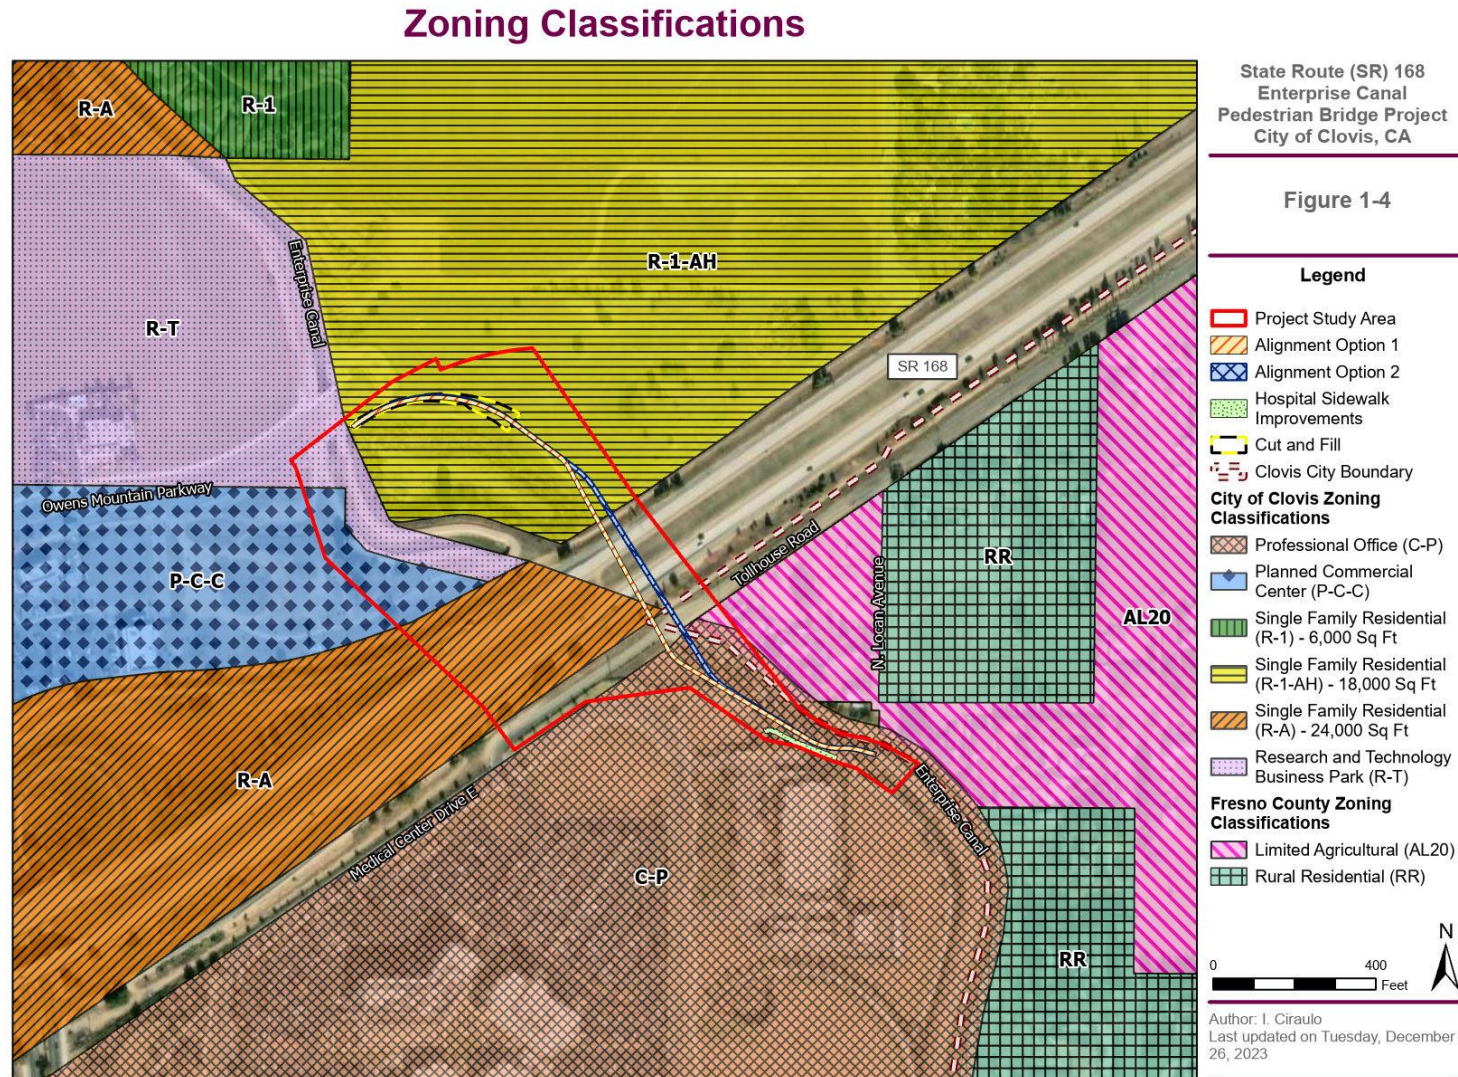 Zoning Classifications
R-A
R-1
R-1-AH
Enterprise Canal
R-T
SR 168
Owens Mountain Parkway
Tollhouse Road
RR
P-C-C
N. Locan Avenue
AL20
R-A
Medical Center Drive E
Enterprise Canal
C-P
RR
State Route (SR) 168
Enterprise Canal
Pedestrian Bridge Project
City of Clovis, CA
Figure 1-4
Legend
Project Study Area
Alignment Option 1
Alignment Option 2
Hospital Sidewalk
Improvements
Cut and Fill
Clovis City Boundary
City of Clovis Zoning
Classifications
Professional Office (C-P)
Planned Commercial
Center (P-C-C)
Single Family Residential
(R-1) - 6,000 Sq Ft
Single Family Residential
(R-1-AH) - 18,000 Sq Ft
Single Family Residential
(R-A) - 24,000 Sq Ft
Research and Technology
Business Park (R-T)
Fresno County Zoning
Classifications
Limited Agricultural (AL20)
Rural Residential (RR)
N
0 400
Feet
Author: I. Ciraulo
Last updated on Tuesday, December
26, 2023